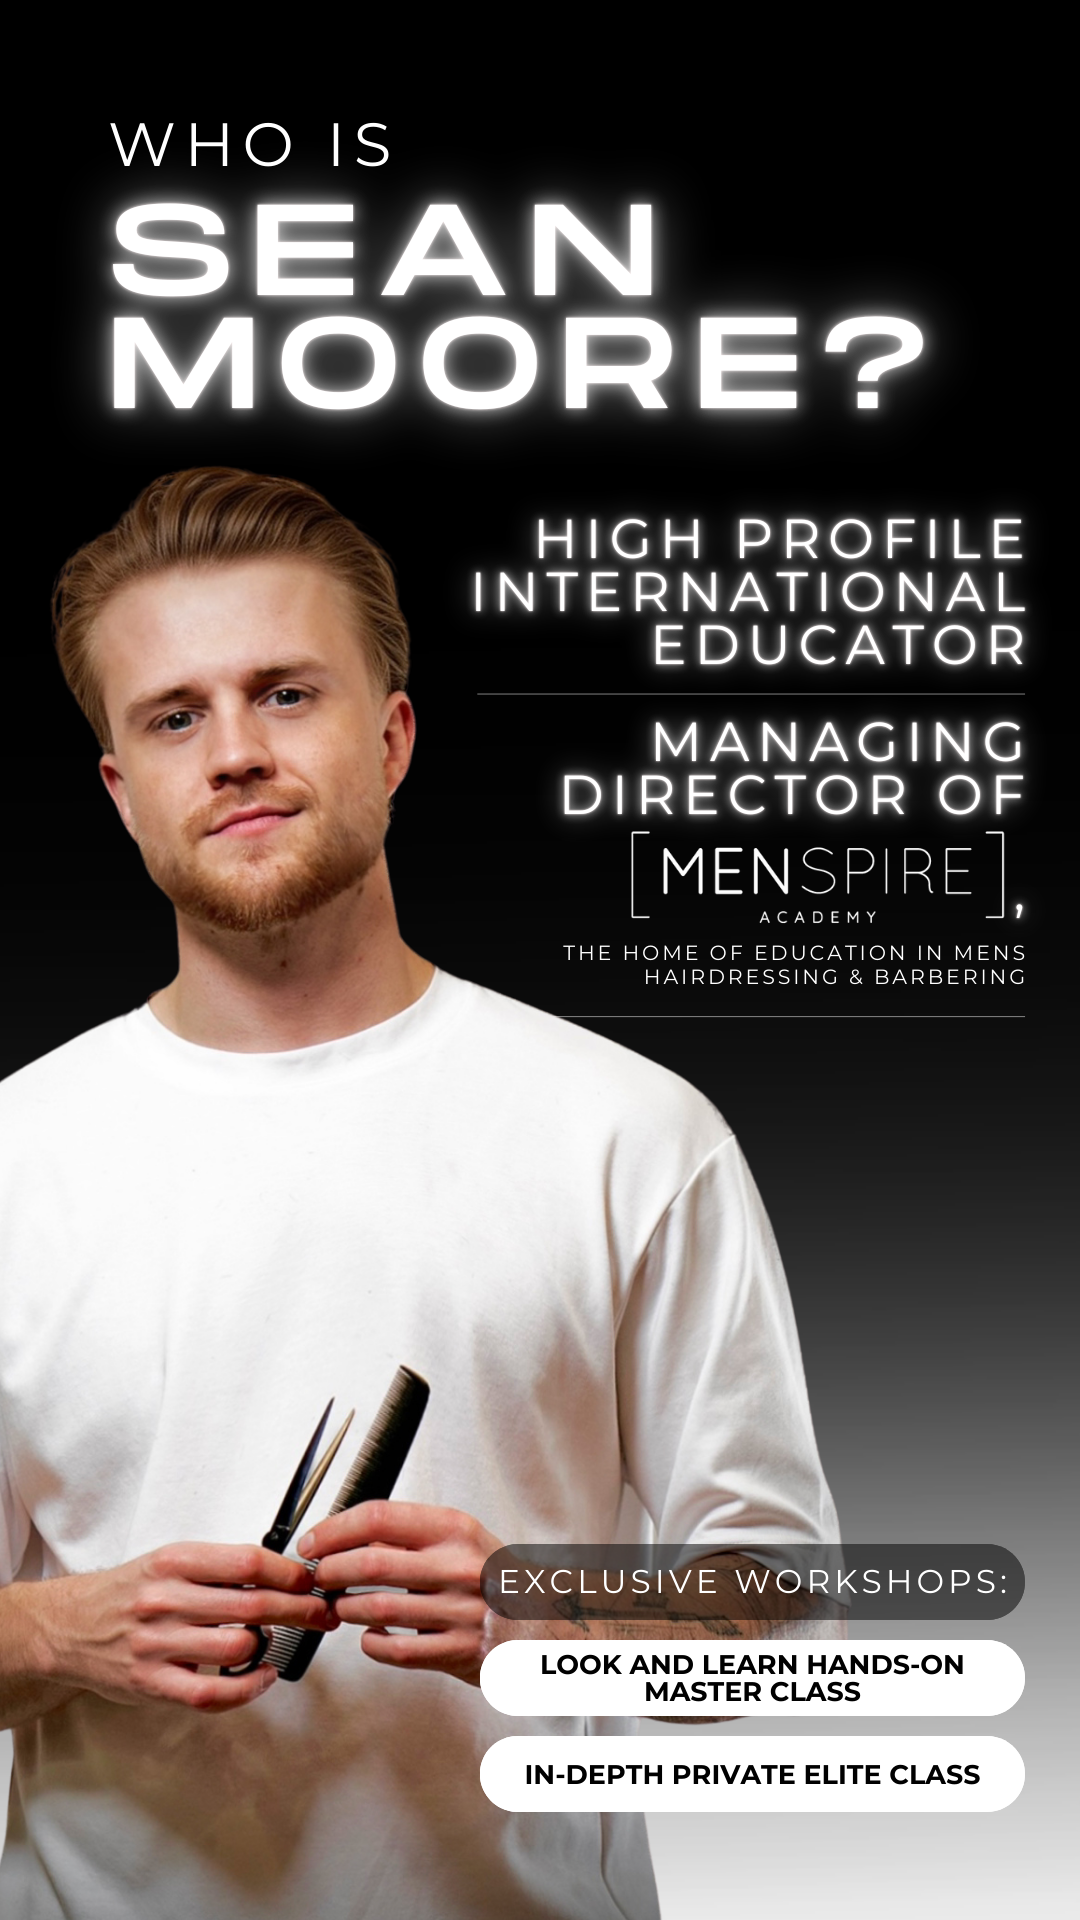 WHO IS
SEAN
MOORE?
HIGH PROFILE
INTERNATIONAL
EDUCATOR
MANAGING
DIRECTOR OF
[MENSPIRE],
ACADEMY
THE HOME OF EDUCATION IN MENS
HAIRDRESSING & BARBERING
EXCLUSIVE WORKSHOPS:
LOOK AND LEARN HANDS-ON
MASTER CLASS
IN-DEPTH PRIVATE ELITE CLASS